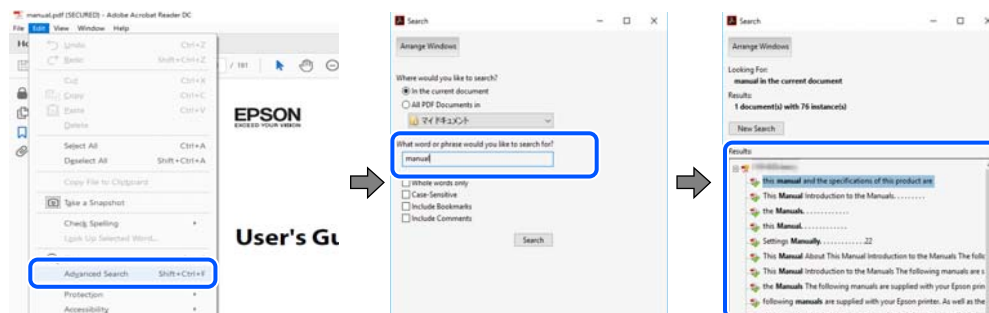 manual.pdf (SECURED) - Adobe Acrobat Reader DC
File Edit View Window Help
Undo Ctrl+Z
Redo Shift+Ctrl+Z
Cut Ctrl+X
Copy Ctrl+C
Paste Ctrl+V
Delete
Select All Ctrl+A
Deselect All Shift+Ctrl+A
Copy File to Clipboard
Take a Snapshot
Check Spelling
Look Up Selected Word...
Advanced Search Shift+Ctrl+F
Protection
Accessibility
/ 181
EPSON
EXCEED YOUR VISION
User's Gu
Search
Arrange Windows
Where would you like to search?
In the current document
All PDF Documents in
マイ ドキュメント
What word or phrase would you like to search for?
manual
Whole words only
Case-Sensitive
Include Bookmarks
Include Comments
Search
Search
Arrange Windows
Looking For:
manual in the current document
Results:
1 document(s) with 76 instance(s)
New Search
Results:
this manual and the specifications of this product are
This Manual Introduction to the Manuals. . . . . . . . .
the Manuals. . . . . . . . . . . . .
this Manual. . . . . . . . . . . . .
Settings Manually. . . . . . . . . . . . .22
This Manual About This Manual Introduction to the Manuals The follo
This Manual Introduction to the Manuals The following manuals are s
the Manuals The following manuals are supplied with your Epson prin
following manuals are supplied with your Epson printer. As well as the